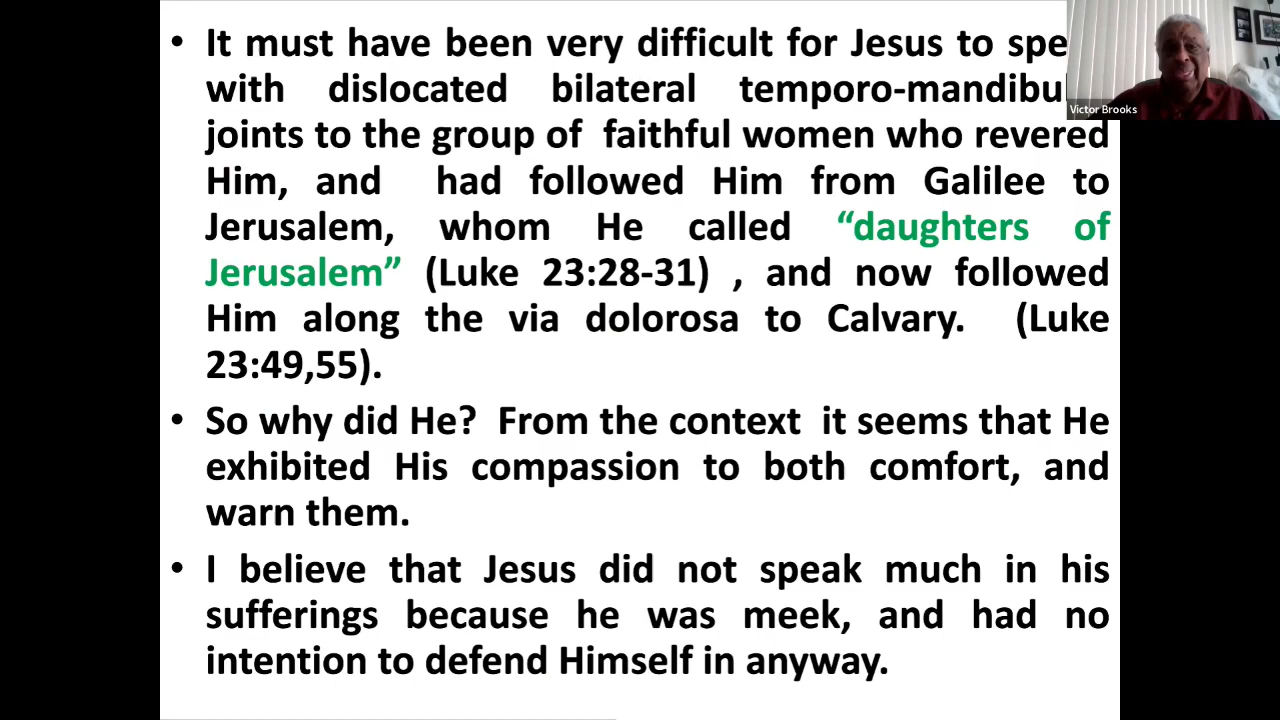 • It must have been very difficult for Jesus to
with dislocated bilateral
joints to the group of faithful women who revered
Him, and had followed Him from Galilee to
Jerusalem, whom He called “daughters of
Jerusalem” (Luke 23:28-31) , and now followed
Him along the via dolorosa to Calvary. (Luke
23:49,55).
• So why did He? From the context it seems that He
exhibited His compassion to both comfort, and
warn them.
• I believe that Jesus did not speak much in his
sufferings because he was meek, and had no
intention to defend Himself in anyway.
Victor Brooks